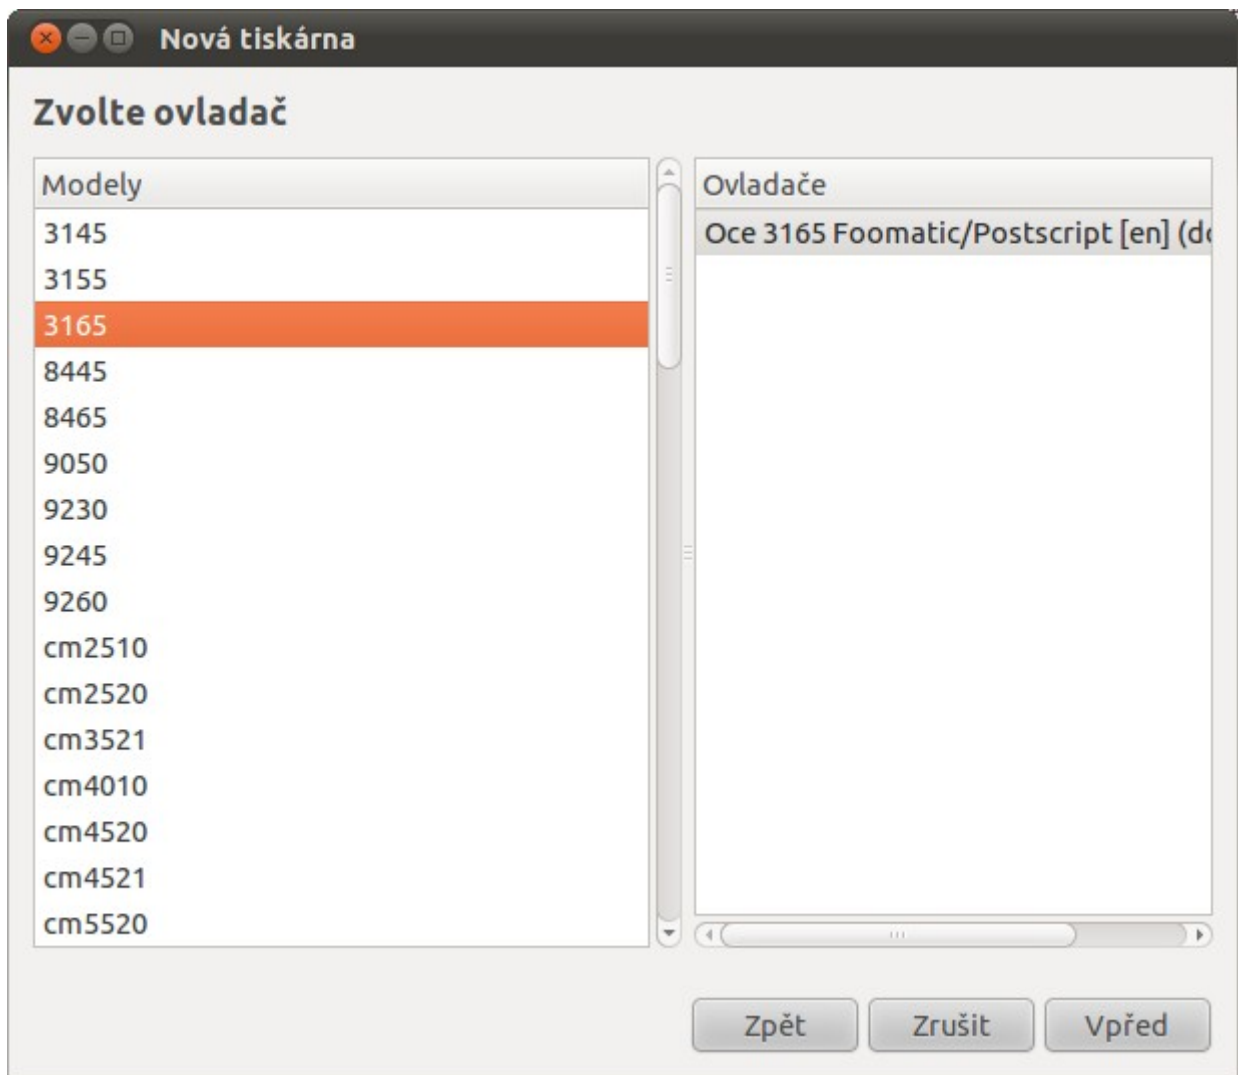 Nová tiskárna
Zvolte ovladač
Modely
3145
3155
3165
8445
8465
9050
9230
9245
9260
cm2510
cm2520
cm3521
cm4010
cm4520
cm4521
cm5520
Ovladače
Oce 3165 Foomatic/Postscript [en]
Zpět Zrušit Vpřed